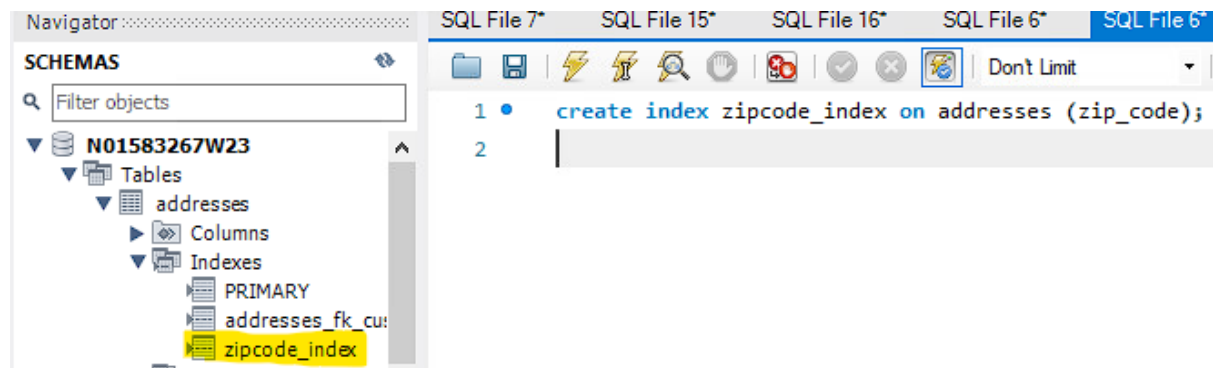 Navigator
SCHEMAS
Filter objects
N01583267W23
Tables
addresses
Columns
Indexes
PRIMARY
addresses_fk_cu
zipcode_index
SQL File 7* SQL File 15* SQL File 16* SQL File 6* SQL File 6*
Don't Limit
1 create index zipcode_index on addresses (zip_code);
2